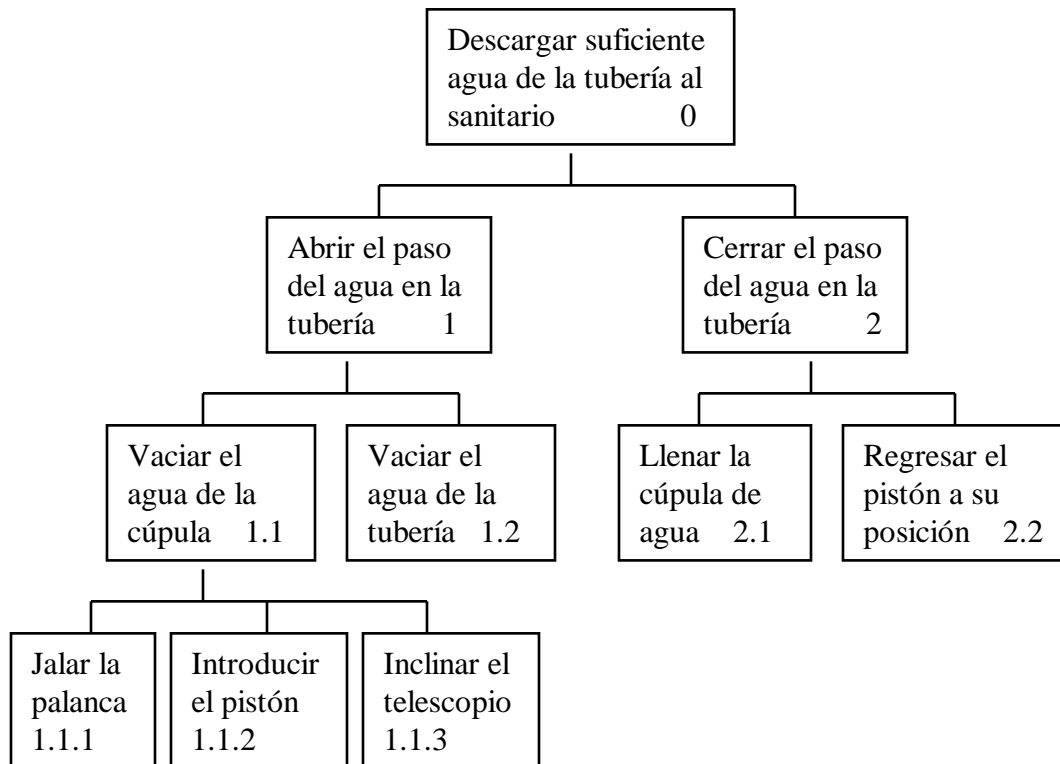 Descargar suficiente
agua de la tubería al
sanitario 0
Abrir el paso
del agua en la
tubería 1
Cerrar el paso
del agua en la
tubería 2
Vaciar el
agua de la
cúpula 1.1
Vaciar el
agua de la
tubería 1.2
Llenar la
cúpula de
agua 2.1
Regresar el
pistón a su
posición 2.2
Jalar la
palanca
1.1.1
Introducir
el pistón
1.1.2
Inclinar el
telescopio
1.1.3